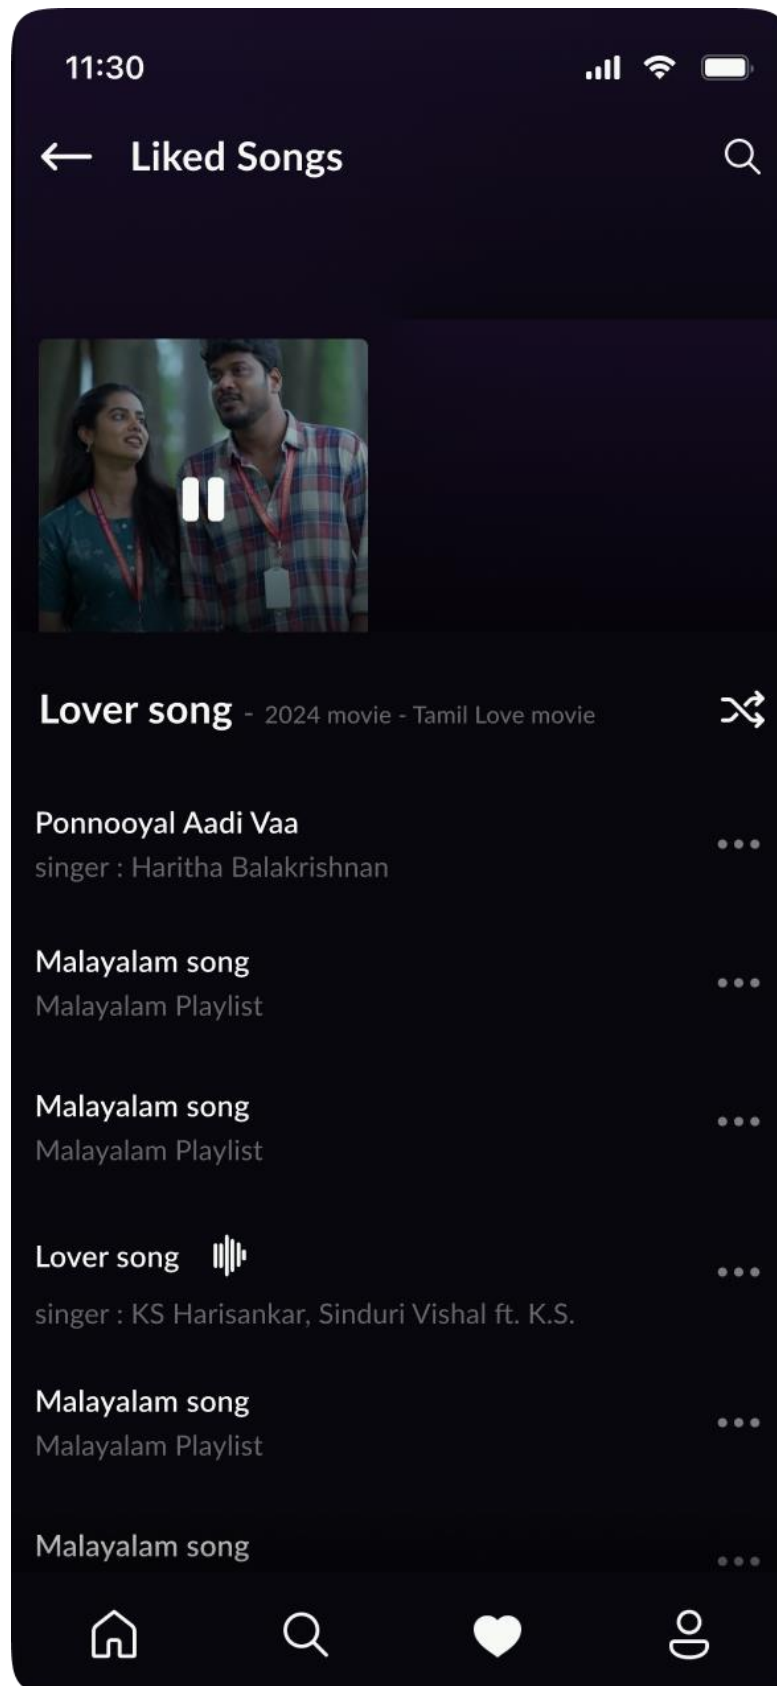 11:30
Liked Songs
Lover song - 2024 movie - Tamil Love movie
Ponnooyal Aadi Vaa
singer : Haritha Balakrishnan
Malayalam song
Malayalam Playlist
Malayalam song
Malayalam Playlist
Lover song
singer : KS Harisankar, Sinduri Vishal ft. K.S.
Malayalam song
Malayalam Playlist
Malayalam song